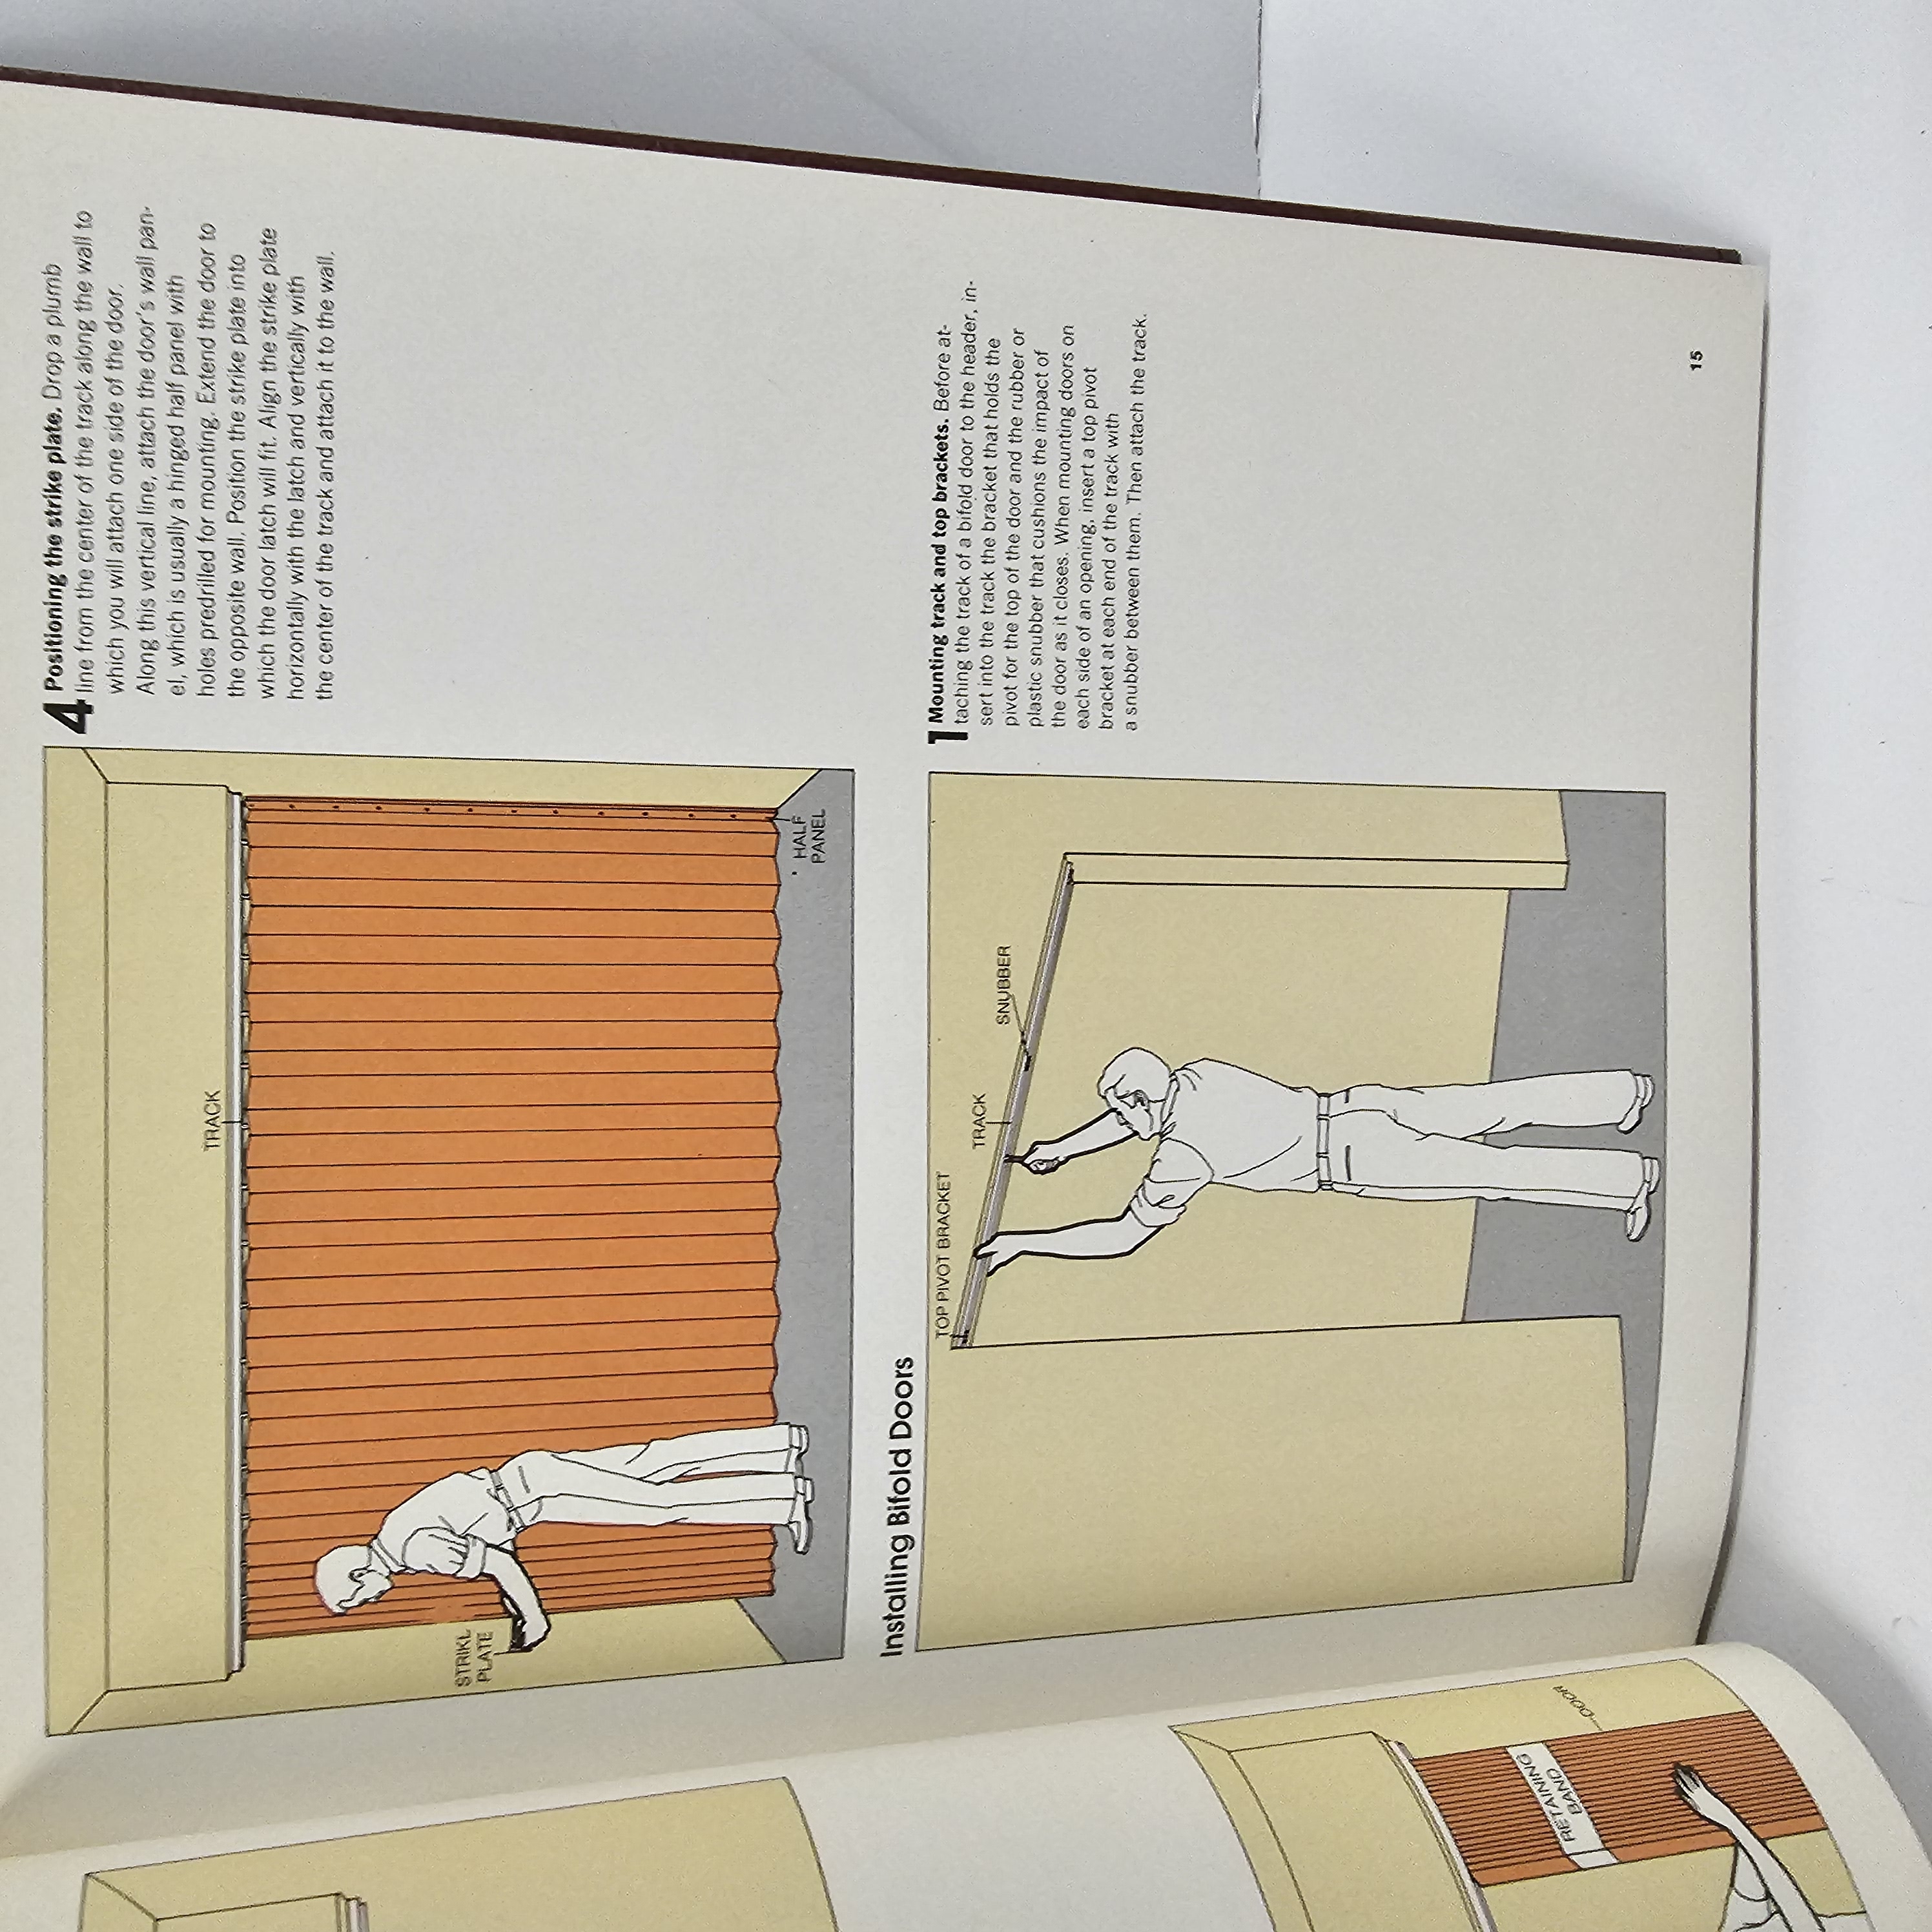 RETAINING
BAND
DOOR
TRACK
STRIKE
PLATE
HALF
PANEL
4 Positioning the strike plate. Drop a plumb
line from the center of the track along the wall to
which you will attach one side of the door.
Along this vertical line, attach the door's wall pan-
el, which is usually a hinged half panel with
holes predrilled for mounting. Extend the door to
the opposite wall. Position the strike plate into
which the door latch will fit. Align the strike plate
horizontally with the latch and vertically with
the center of the track and attach it to the wall.
Installing Bifold Doors
TOP PIVOT BRACKET
TRACK
SNUBBER
1 Mounting track and top brackets. Before at-
taching the track of a bifold door to the header, in-
sert into the track the bracket that holds the
pivot for the top of the door and the rubber or
plastic snubber that cushions the impact of
the door as it closes. When mounting doors on
each side of an opening, insert a top pivot
bracket at each end of the track with
a snubber between them. Then attach the track.
15